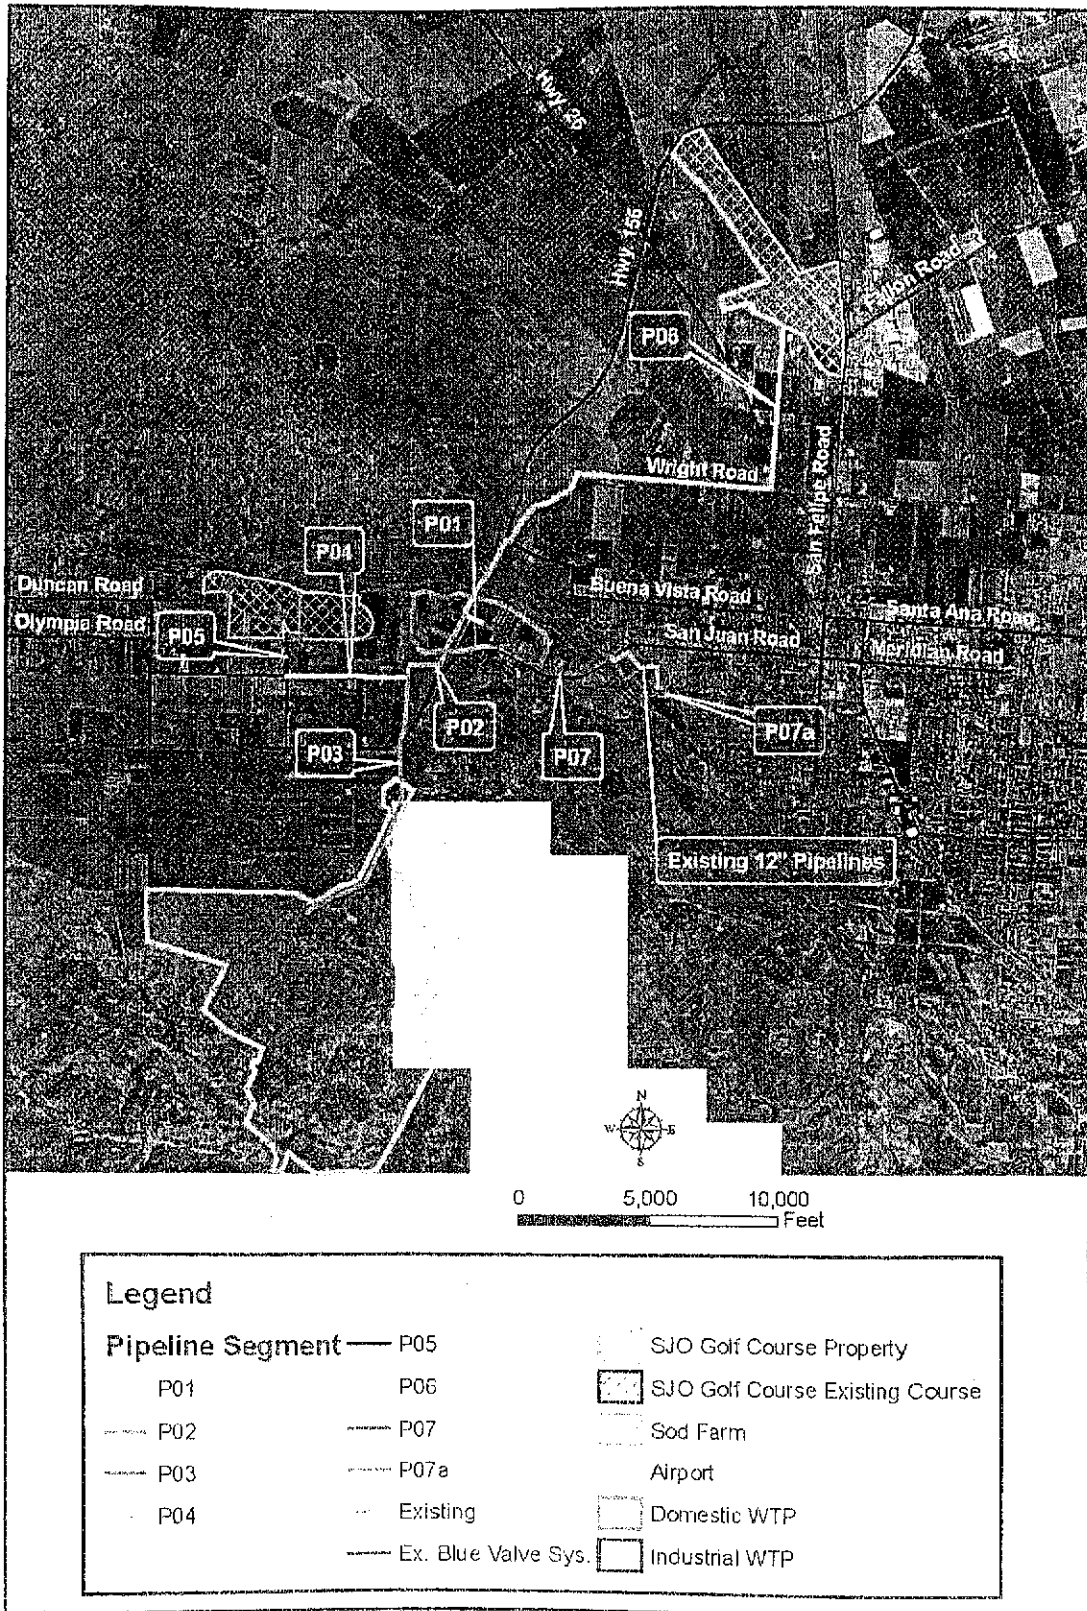 Hwy. 25
Hwy. 156
Fallon Road
P06
Wright Road
San Felipe Road
P01
P04
Duncan Road
Buena Vista Road
Santa Ana Road
Olympia Road
P05
San Juan Road
Meridian Road
P02
P07a
P03
P07
Existing 12" Pipelines
N
W E
S
0 5,000 10,000
Feet
Legend
Pipeline Segment
P01
P02
P03
P04
P05
P06
P07
P07a
Existing
Ex. Blue Valve Sys.
SJO Golf Course Property
SJO Golf Course Existing Course
Sod Farm
Airport
Domestic WTP
Industrial WTP